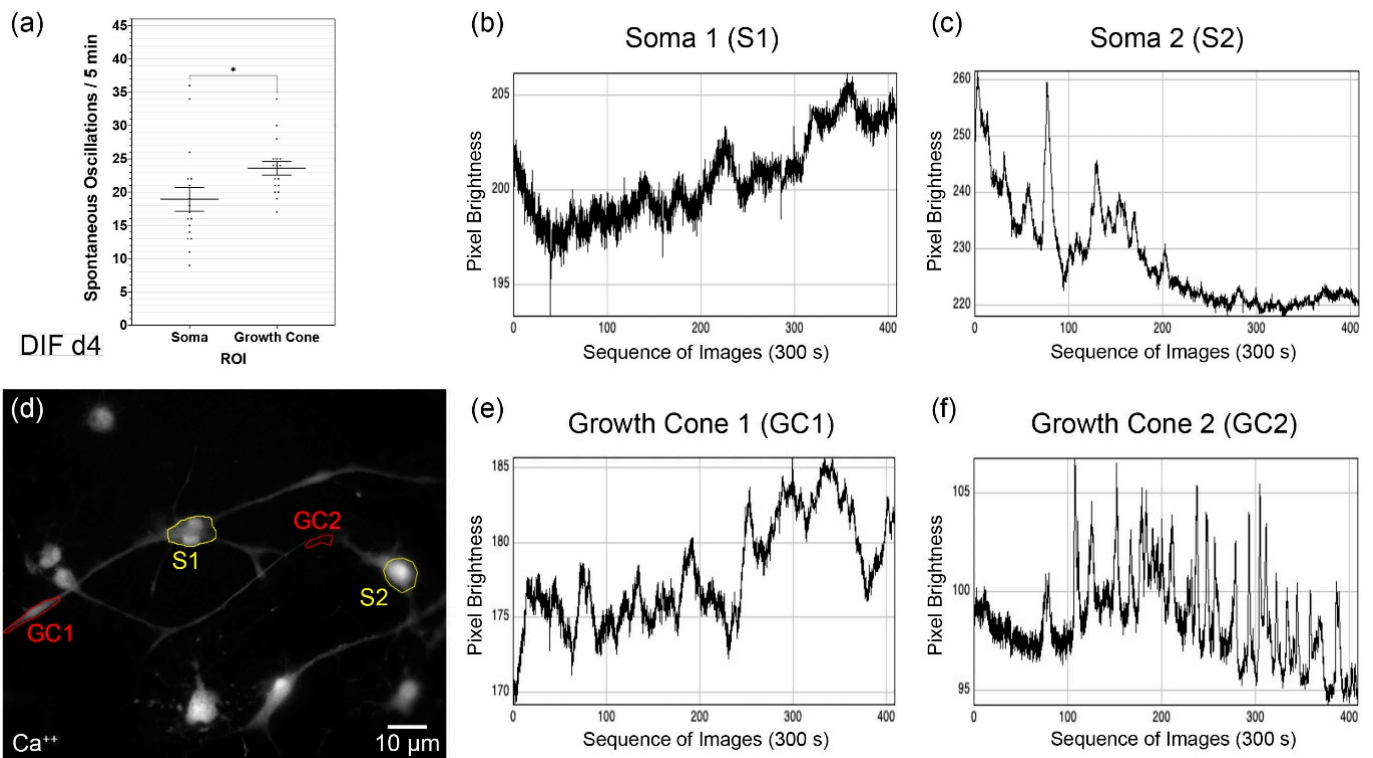 (a)
45
40
35
30
25
20
15
10
5
0
Spontaneous Oscillations / 5 min
*
Soma Growth Cone
ROI
DIF d4
(b)
Soma 1 (S1)
205
200
195
Pixel Brightness
0 100 200 300 400
Sequence of Images (300 s)
(c)
Soma 2 (S2)
260
250
240
230
220
Pixel Brightness
0 100 200 300 400
Sequence of Images (300 s)
(d)
S1
GC2
S2
GC1
Ca++
10 µm
(e)
Growth Cone 1 (GC1)
185
180
175
170
Pixel Brightness
0 100 200 300 400
Sequence of Images (300 s)
(f)
Growth Cone 2 (GC2)
105
100
95
Pixel Brightness
0 100 200 300 400
Sequence of Images (300 s)